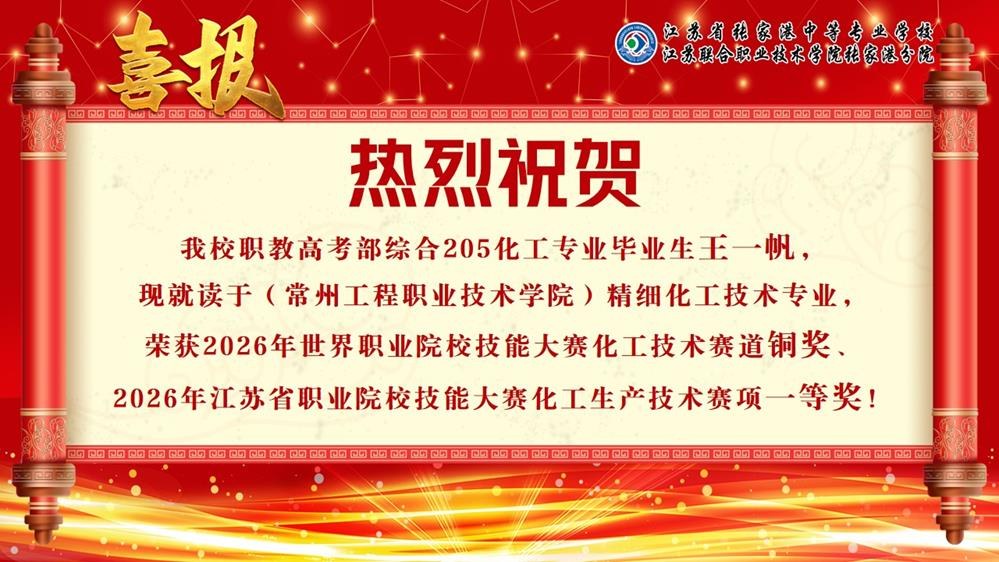 喜报
江苏省张家港中等专业学校
江苏联合职业技术学院张家港分院
热烈祝贺
我校职教高考部综合205化工专业毕业生王一帆，
现就读于（常州工程职业技术学院）精细化工技术专业，
荣获2026年世界职业院校技能大赛化工技术赛道铜奖、
2026年江苏省职业院校技能大赛化工生产技术赛项一等奖！